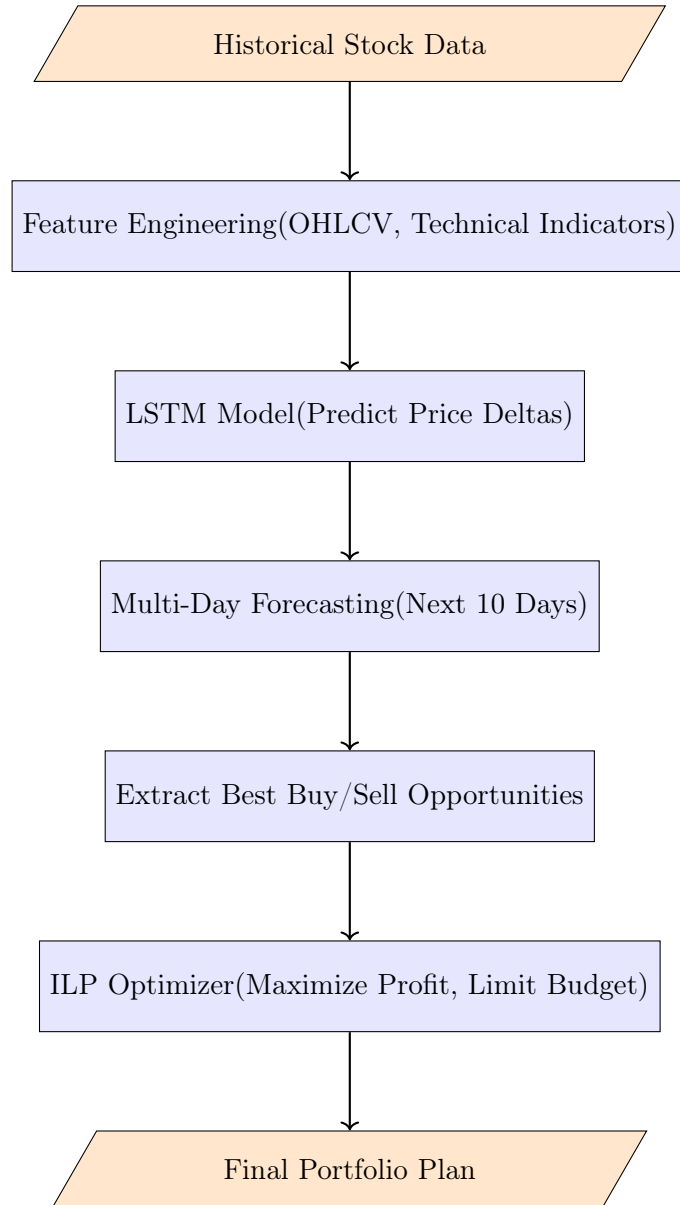 Historical Stock Data
Feature Engineering(OHLCV, Technical Indicators)
LSTM Model(Predict Price Deltas)
Multi-Day Forecasting(Next 10 Days)
Extract Best Buy/Sell Opportunities
ILP Optimizer(Maximize Profit, Limit Budget)
Final Portfolio Plan